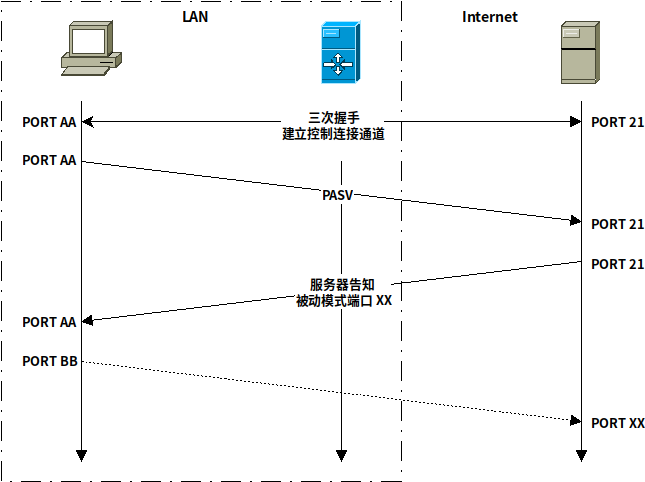 LAN
Internet
三次握手
建立控制连接通道
PORT AA
PORT 21
PORT AA
PASV
PORT 21
PORT 21
服务器告知
被动模式端口 XX
PORT AA
PORT BB
PORT XX